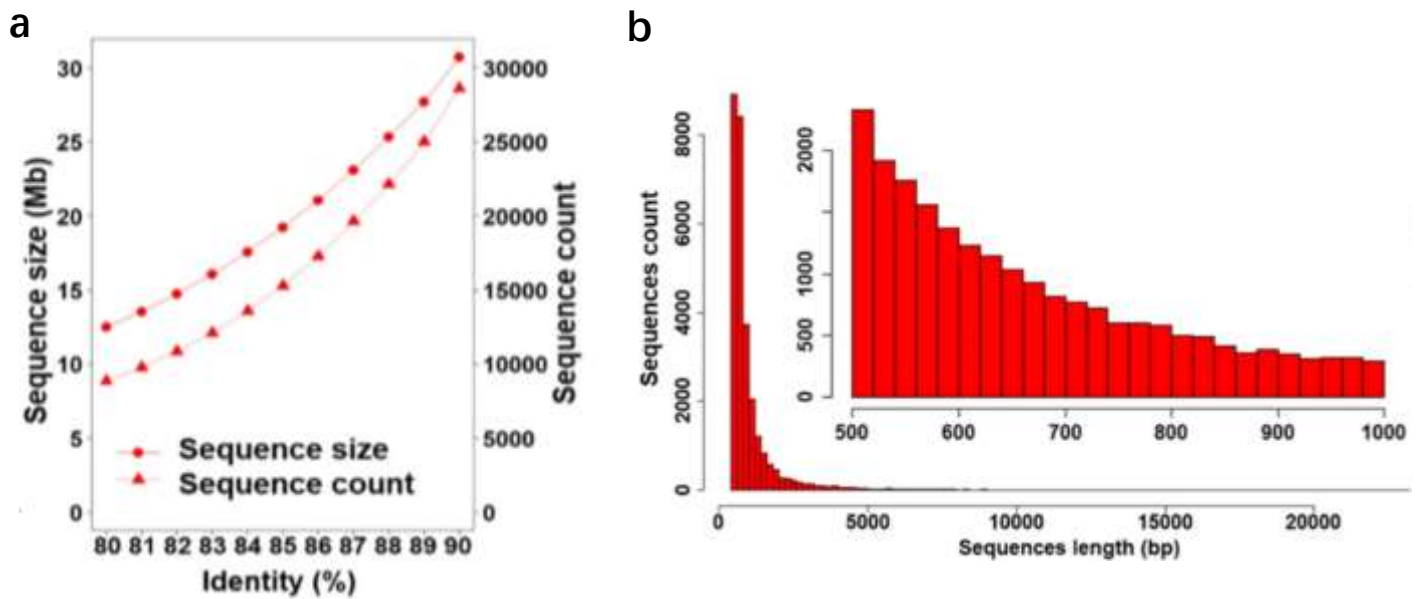 a
Sequence size (Mb)
30
25
20
15
10
5
0
30000
25000
20000
15000
10000
5000
0
Sequence count
Sequence size
Sequence count
80 81 82 83 84 85 86 87 88 89 90
Identity (%)
b
Sequences count
8000
6000
4000
2000
0
2000
1000
500
0
500 600 700 800 900 1000
0 5000 10000 15000 20000
Sequences length (bp)